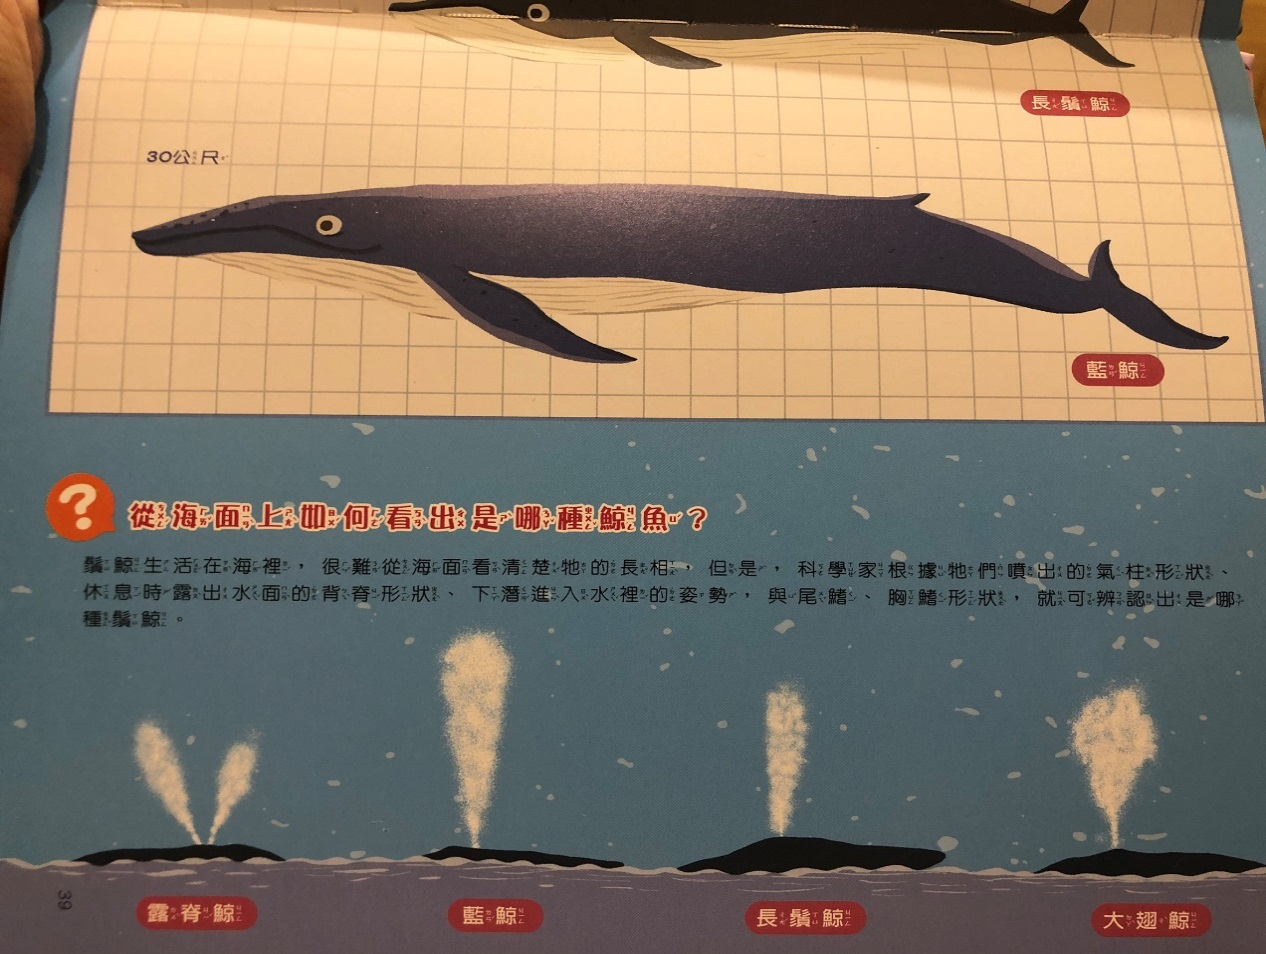 長鬚鯨
30公尺
藍鯨
?
從海面上如何看出是哪種鯨魚？
鬚鯨生活在海裡，很難從海面看清楚牠的長相，但是，科學家根據牠們噴出的氣柱形狀、
休息時露出水面的背脊形狀、下潛進入水裡的姿勢，與尾鰭、胸鰭形狀，就可辨認出是哪
種鬚鯨。
露脊鯨
藍鯨
長鬚鯨
大翅鯨
39